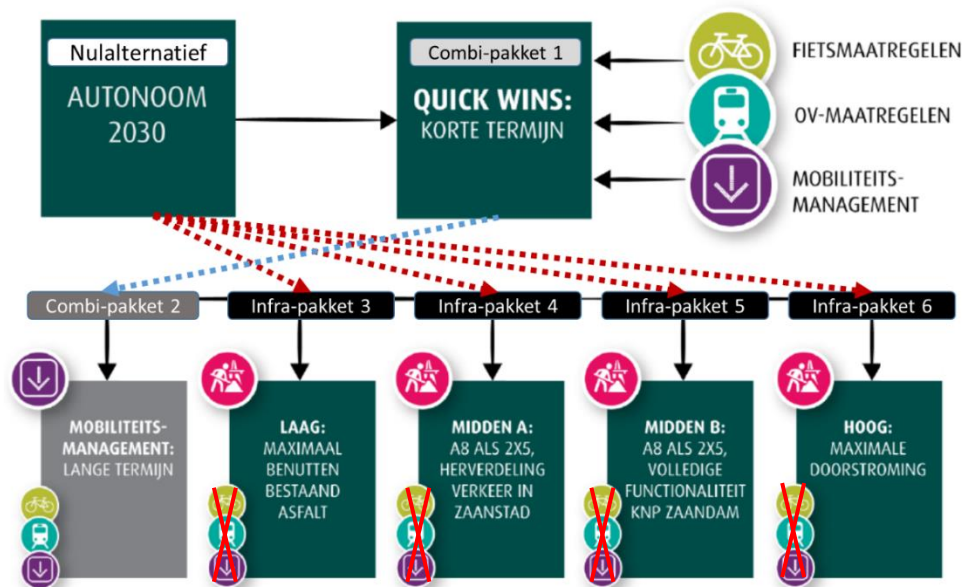 Nulalternatief
AUTONOOM
2030
Combi-pakket 1
QUICK WINS:
KORTE TERMIJN
FIETSMAATREGELEN
OV-MAATREGELEN
MOBILITEITS-
MANAGEMENT
Combi-pakket 2
Infra-pakket 3
Infra-pakket 4
Infra-pakket 5
Infra-pakket 6
MOBILITEITS-
MANAGEMENT:
LANGE TERMIJN
LAAG:
MAXIMAAL
BENUTTEN
BESTAAND
ASFALT
MIDDEN A:
A8 ALS 2X5,
HERVERDELING
VERKEER IN
ZAANSTAD
MIDDEN B:
A8 ALS 2X5,
VOLLEDIGE
FUNCTIONALITEIT
KNP ZAANDAM
HOOG:
MAXIMALE
DOORSTROMING